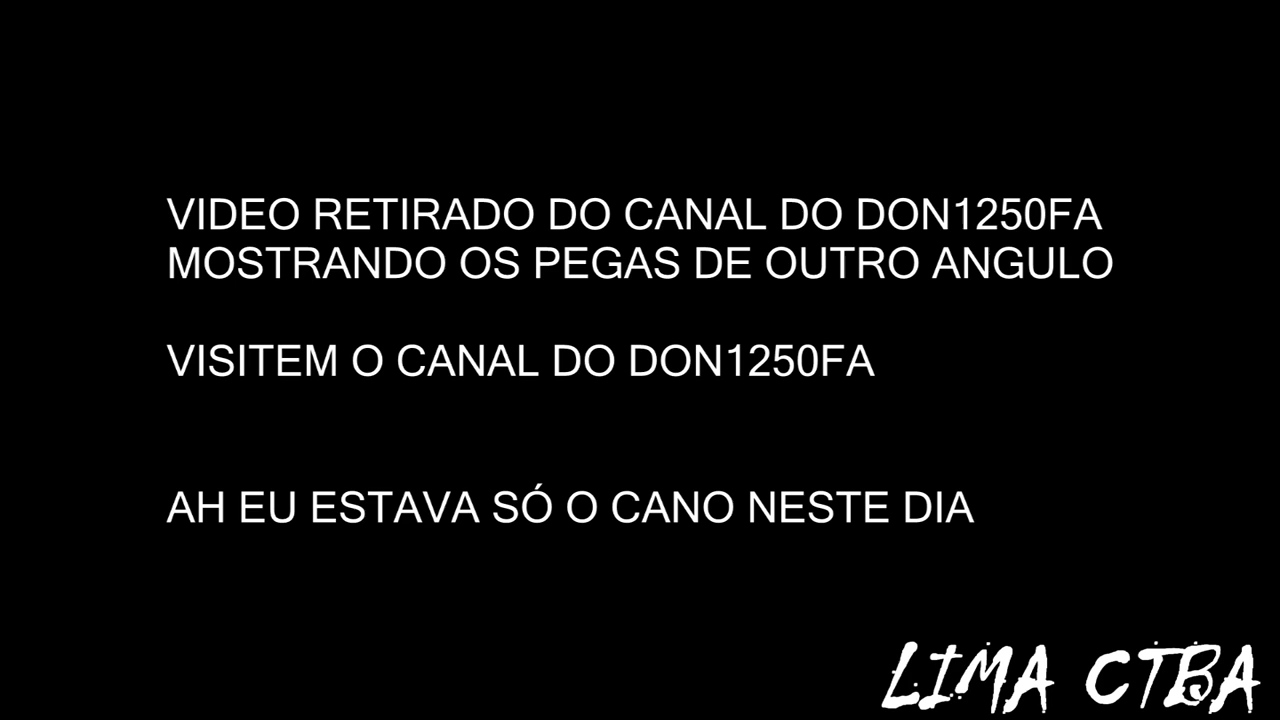 VIDEO RETIRADO DO CANAL DO DON1250FA
MOSTRANDO OS PEGAS DE OUTRO ANGULO
VISITEM O CANAL DO DON1250FA
AH EU ESTAVA SÓ O CANO NESTE DIA
LIMA CTBA